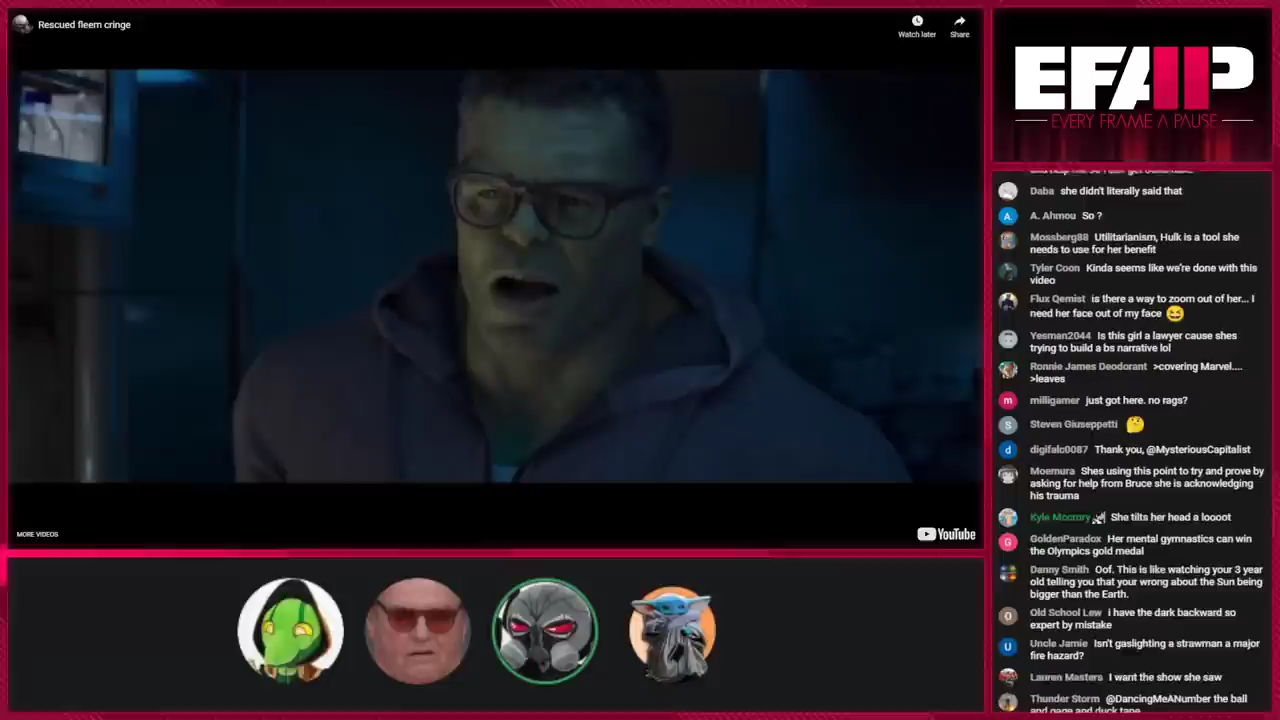 Rescued fleem cringe
Watch later
Share
MORE VIDEOS
YouTube
EFAP
EVERY FRAME A PAUSE
Daba she didn't literally said that
A. Ahmou So ?
Mossberg88 Utilitarianism, Hulk is a tool she
needs to use for her benefit
Tyler Coon Kinda seems like we're done with this
video
Flux Qemist is there a way to zoom out of her... I
need her face out of my face 😆
Yesman2044 Is this girl a lawyer cause shes
trying to build a bs narrative lol
Ronnie James Deodorant >covering Marvel....
>leaves
m
milligamer just got here. no rags?
S
Steven Giuseppetti 🤔
d
digifalc0087 Thank you, @MysteriousCapitalist
Moemura Shes using this point to try and prove by
asking for help from Bruce she is acknowledging
his trauma
Kyle Mccrory She tilts her head a loooot
G
GoldenParadox Her mental gymnastics can win
the Olympics gold medal
Danny Smith Oof. This is like watching your 3 year
old telling you that your wrong about the Sun being
bigger than the Earth.
O
Old School Lew i have the dark backward so
expert by mistake
U
Uncle Jamie Isn't gaslighting a strawman a major
fire hazard?
Lauren Masters I want the show she saw
Thunder Storm @DancingMeANumber the ball
and gage and duck tape